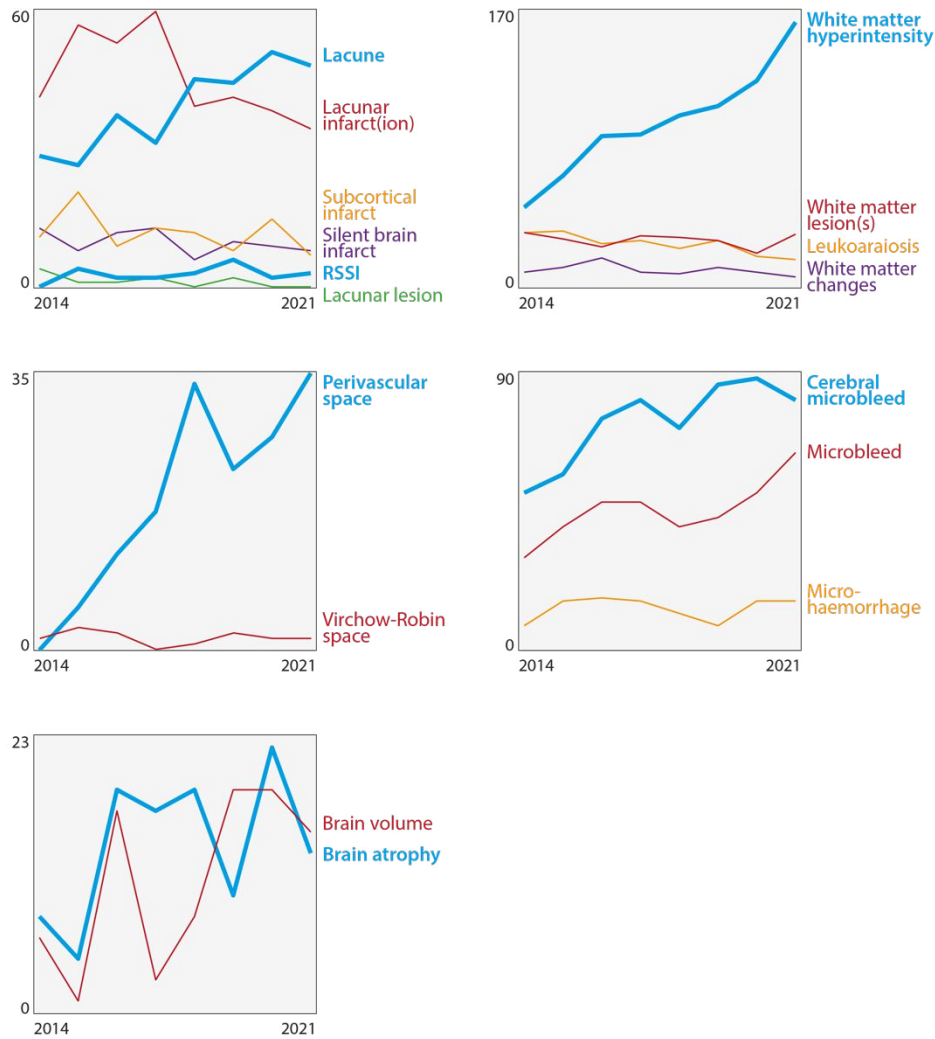 60
Lacune
Lacunar
infarct(ion)
Subcortical
infarct
Silent brain
infarct
RSSI
Lacunar lesion
0
2014
2021
170
White matter
hyperintensity
White matter
lesion(s)
Leukoaraiosis
White matter
changes
0
2014
2021
35
Perivascular
space
Virchow-Robin
space
0
2014
2021
90
Cerebral
microbleed
Microbleed
Micro-
haemorrhage
0
2014
2021
23
Brain volume
Brain atrophy
0
2014
2021